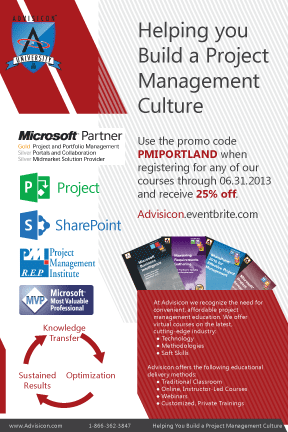 ADVISICON
UNIVERSITY
Helping you
Build a Project
Management
Culture
Microsoft Partner
Gold Project and Portfolio Management
Silver Portals and Collaboration
Silver Midmarket Solution Provider
Use the promo code
PMIPORTLAND when
registering for any of our
courses through 06.31.2013
and receive 25% off.
Advisicon.eventbrite.com
Project
SharePoint
PMI
R.E.P.
Project
Management
Institute
MVP
Microsoft®
Most Valuable
Professional
Knowledge
Transfer
Sustained
Results
Optimization
At Advisicon we recognize the need for
convenient, affordable project
management education. We offer
virtual courses on the latest,
cutting-edge industry:
• Technology
• Methodologies
• Soft Skills
Advisicon offers the following educational
delivery methods:
• Traditional Classroom
• Online, Instructor-Led Courses
• Webinars
• Customized, Private Trainings
www.Advisicon.com
1-866-362.3847
Helping You Build a Project Management Culture